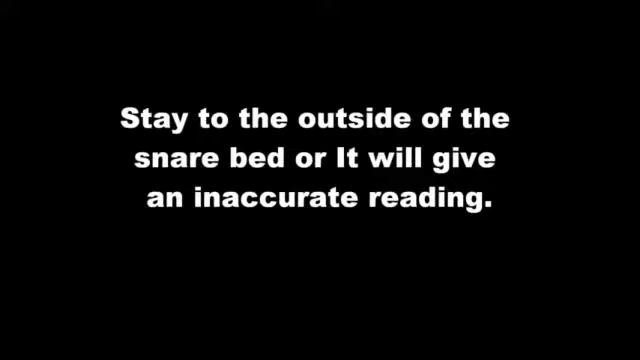 Stay to the outside of the
snare bed or It will give
an inaccurate reading.